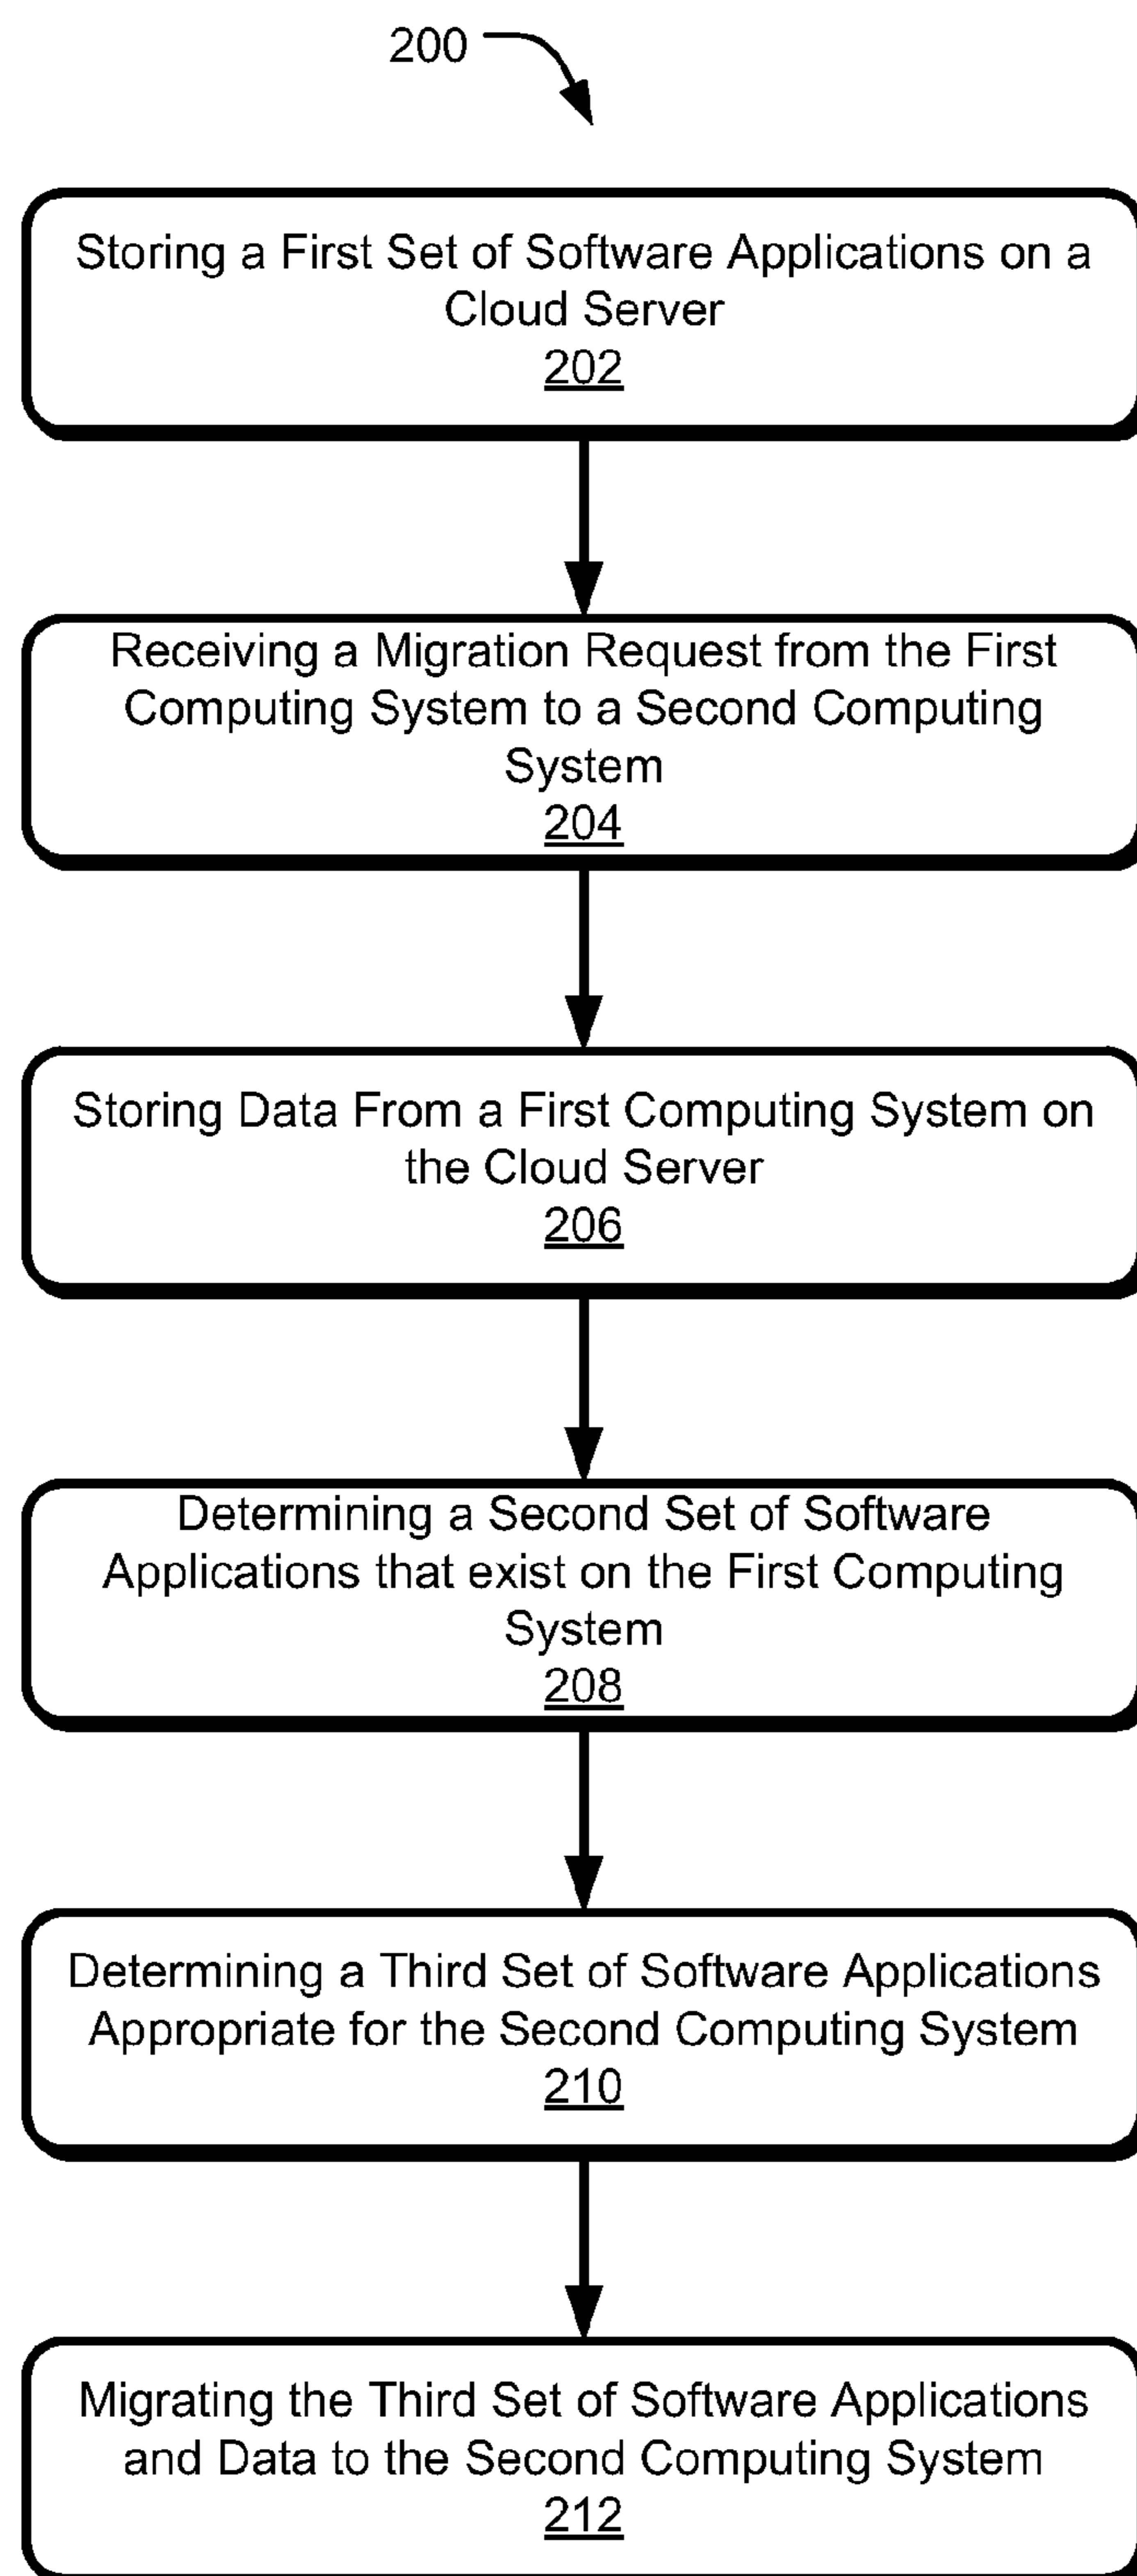 200
Storing a First Set of Software Applications on a
Cloud Server
202
Receiving a Migration Request from the First
Computing System to a Second Computing
System
204
Storing Data From a First Computing System on
the Cloud Server
206
Determining a Second Set of Software
Applications that exist on the First Computing
System
208
Determining a Third Set of Software Applications
Appropriate for the Second Computing System
210
Migrating the Third Set of Software Applications
and Data to the Second Computing System
212